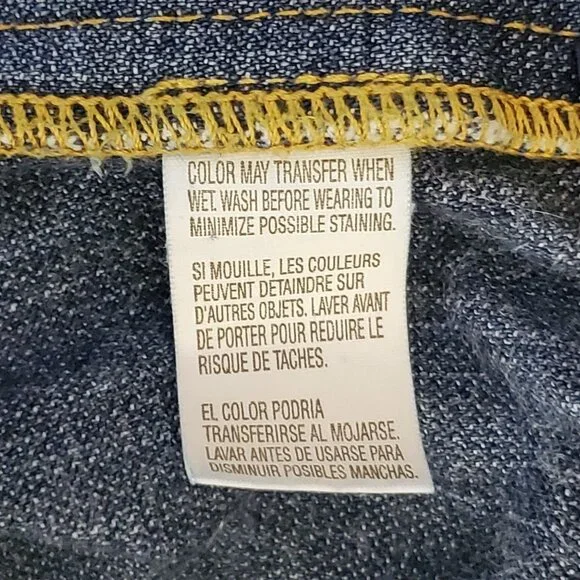 COLOR MAY TRANSFER WHEN
WET. WASH BEFORE WEARING TO
MINIMIZE POSSIBLE STAINING.
SI MOUILLE, LES COULEURS
PEUVENT DETAINDRE SUR
D'AUTRES OBJETS. LAVER AVANT
DE PORTER POUR REDUIRE LE
RISQUE DE TACHES.
EL COLOR PODRIA
TRANSFERIRSE AL MOJARSE.
LAVAR ANTES DE USARSE PARA
DISMINUIR POSIBLES MANCHAS.